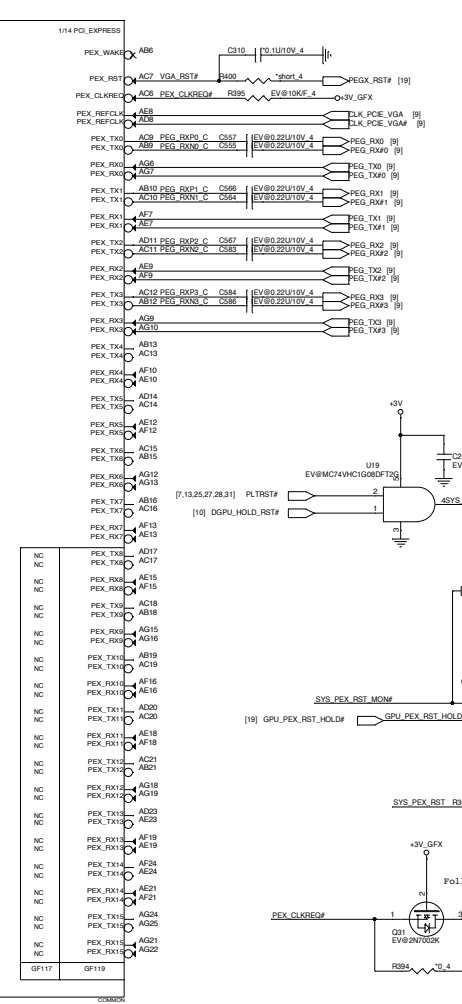 1/14 PCI_EXPRESS
PEX_WAKE AB6
C310 *0.1U/10V_4
PEX_RST AC7 VGA_RST# R400 *short_4 PEGX_RST# [19]
PEX_CLKREQ AC6 PEX_CLKREQ# R395 EV@10K/F_4 +3V_GFX
PEX_REFCLK AE8 CLK_PCIE_VGA [9]
PEX_REFCLK AD8 CLK_PCIE_VGA# [9]
PEX_TX0 AC9 PEG_RXP0_C C557 EV@0.22U/10V_4 PEG_RX0 [9]
PEX_TX0 AB9 PEG_RXN0_C C555 EV@0.22U/10V_4 PEG_RX#0 [9]
PEX_RX0 AG6 PEG_TX0 [9]
PEX_RX0 AG7 PEG_TX#0 [9]
PEX_TX1 AB10 PEG_RXP1_C C566 EV@0.22U/10V_4 PEG_RX1 [9]
PEX_TX1 AC10 PEG_RXN1_C C564 EV@0.22U/10V_4 PEG_RX#1 [9]
PEX_RX1 AF7 PEG_TX1 [9]
PEX_RX1 AE7 PEG_TX#1 [9]
PEX_TX2 AD11 PEG_RXP2_C C567 EV@0.22U/10V_4 PEG_RX2 [9]
PEX_TX2 AC11 PEG_RXN2_C C583 EV@0.22U/10V_4 PEG_RX#2 [9]
PEX_RX2 AE9 PEG_TX2 [9]
PEX_RX2 AF9 PEG_TX#2 [9]
PEX_TX3 AC12 PEG_RXP3_C C584 EV@0.22U/10V_4 PEG_RX3 [9]
PEX_TX3 AB12 PEG_RXN3_C C586 EV@0.22U/10V_4 PEG_RX#3 [9]
PEX_RX3 AG9 PEG_TX3 [9]
PEX_RX3 AG10 PEG_TX#3 [9]
PEX_TX4 AB13
PEX_TX4 AC13
PEX_RX4 AF10
PEX_RX4 AE10
PEX_TX5 AD14
PEX_TX5 AC14
PEX_RX5 AE12
PEX_RX5 AF12
PEX_TX6 AC15
PEX_TX6 AB15
PEX_RX6 AG12
PEX_RX6 AG13
PEX_TX7 AB16
PEX_TX7 AC16
PEX_RX7 AF13
PEX_RX7 AE13
NC PEX_TX8 AD17
NC PEX_TX8 AC17
NC PEX_RX8 AE15
NC PEX_RX8 AF15
NC PEX_TX9 AC18
NC PEX_TX9 AB18
NC PEX_RX9 AG15
NC PEX_RX9 AG16
NC PEX_TX10 AB19
NC PEX_TX10 AC19
NC PEX_RX10 AF16
NC PEX_RX10 AE16
NC PEX_TX11 AD20
NC PEX_TX11 AC20
NC PEX_RX11 AE18
NC PEX_RX11 AF18
NC PEX_TX12 AC21
NC PEX_TX12 AB21
NC PEX_RX12 AG18
NC PEX_RX12 AG19
NC PEX_TX13 AD23
NC PEX_TX13 AE23
NC PEX_RX13 AF19
NC PEX_RX13 AE19
NC PEX_TX14 AF24
NC PEX_TX14 AE24
NC PEX_RX14 AE21
NC PEX_RX14 AF21
NC PEX_TX15 AG24
NC PEX_TX15 AG25
NC PEX_RX15 AG21
NC PEX_RX15 AG22
GF117 GF119
COMMON
+3V
C2
EV
U19
EV@MC74VHC1G08DFT2G
5
[7,13,25,27,28,31] PLTRST# 2
4 SYS_
[10] DGPU_HOLD_RST# 1
3
SYS_PEX_RST_MON#
[19] GPU_PEX_RST_HOLD# GPU_PEX_RST_HOLD
SYS_PEX_RST R3
+3V_GFX
2
Foll
PEX_CLKREQ# 1 3
Q31
EV@2N7002K
R394 *0_4